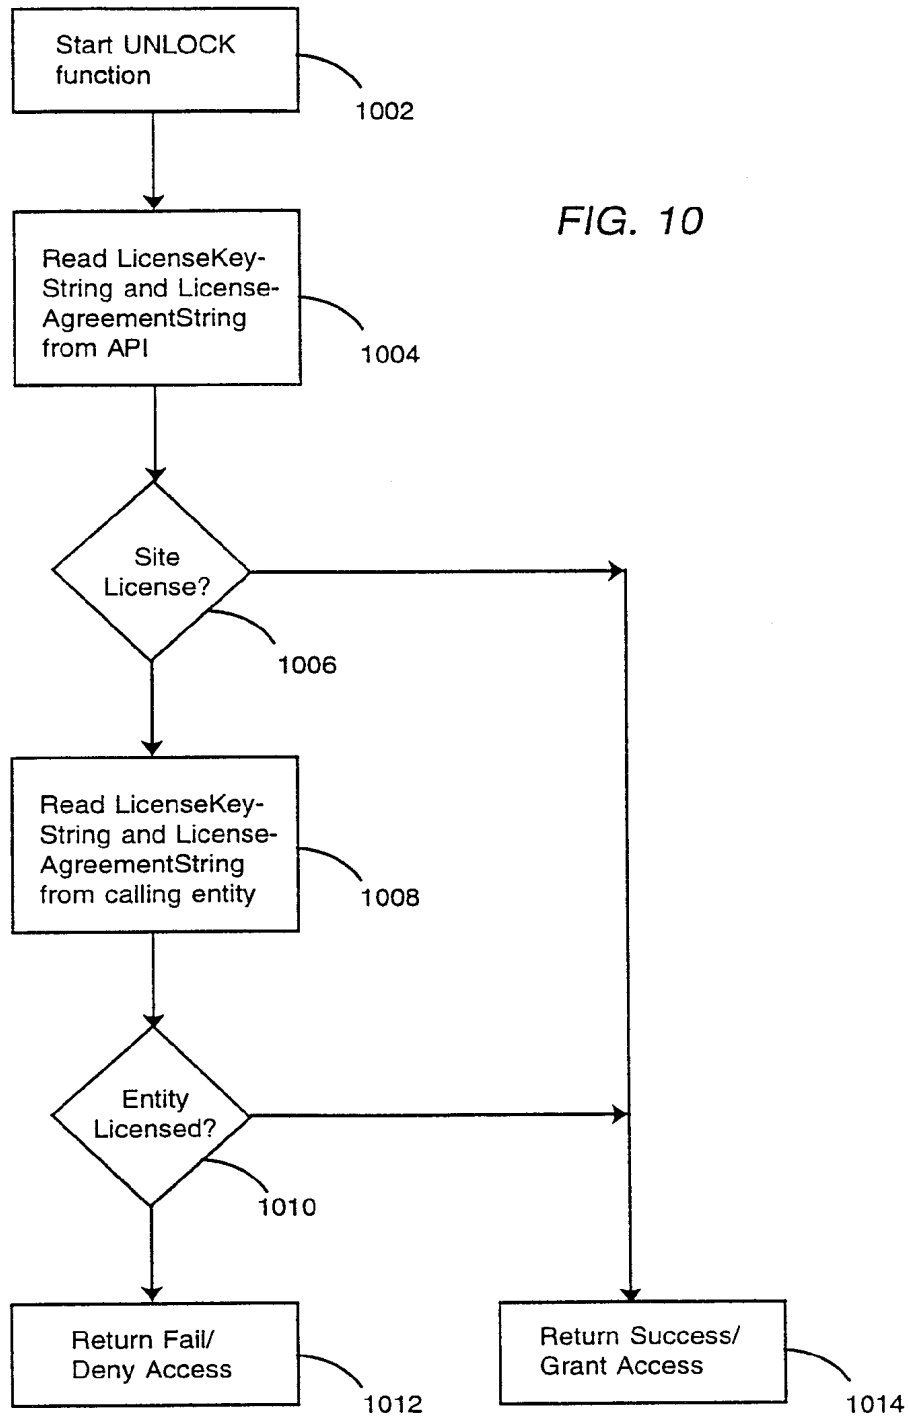 Start UNLOCK
function
1002
FIG. 10
Read LicenseKey-
String and License-
AgreementString
from API
1004
Site
License?
1006
Read LicenseKey-
String and License-
AgreementString
from calling entity
1008
Entity
Licensed?
1010
Return Fail/
Deny Access
1012
Return Success/
Grant Access
1014